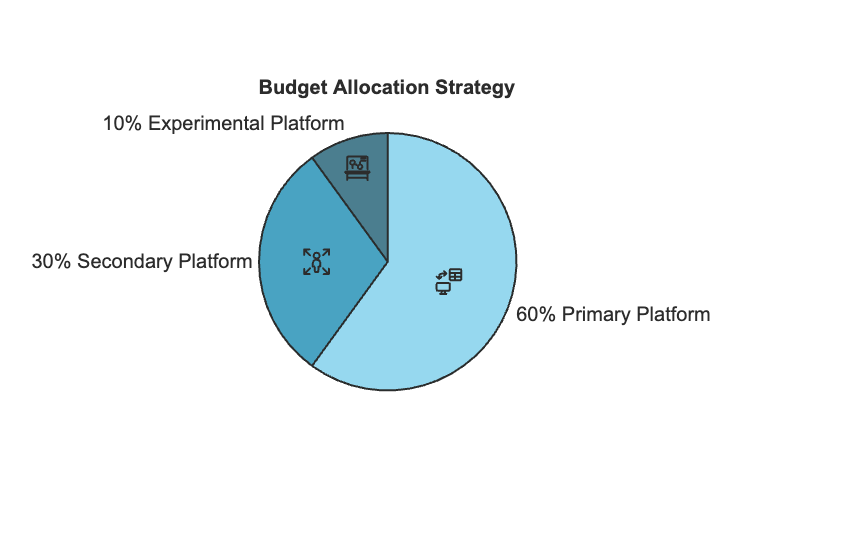 Budget Allocation Strategy
10% Experimental Platform
30% Secondary Platform
60% Primary Platform